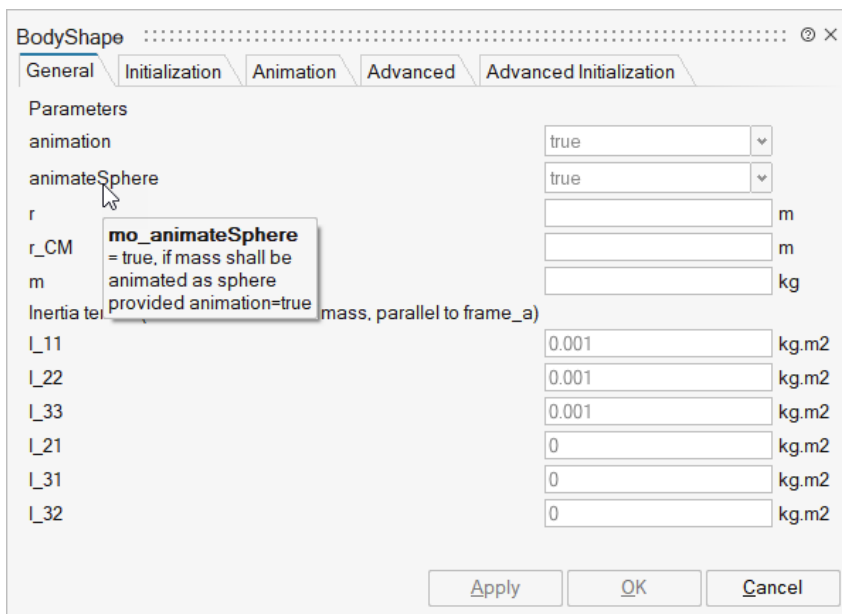 BodyShape
General Initialization Animation Advanced Advanced Initialization
Parameters
animation true
animateSphere true
r m
r_CM m
m kg
mo_animateSphere
= true, if mass shall be
animated as sphere
provided animation=true
Inertia mass, parallel to frame_a)
I_11 0.001 kg.m2
I_22 0.001 kg.m2
I_33 0.001 kg.m2
I_21 0 kg.m2
I_31 0 kg.m2
I_32 0 kg.m2
Apply OK Cancel